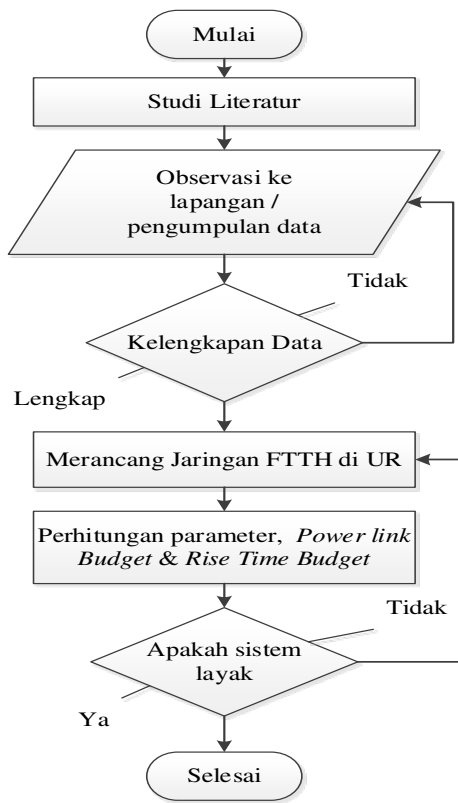 Mulai
Studi Literatur
Observasi ke
lapangan /
pengumpulan data
Tidak
Kelengkapan Data
Lengkap
Merancang Jaringan FTTH di UR
Perhitungan parameter, Power link
Budget & Rise Time Budget
Tidak
Apakah sistem
layak
Ya
Selesai